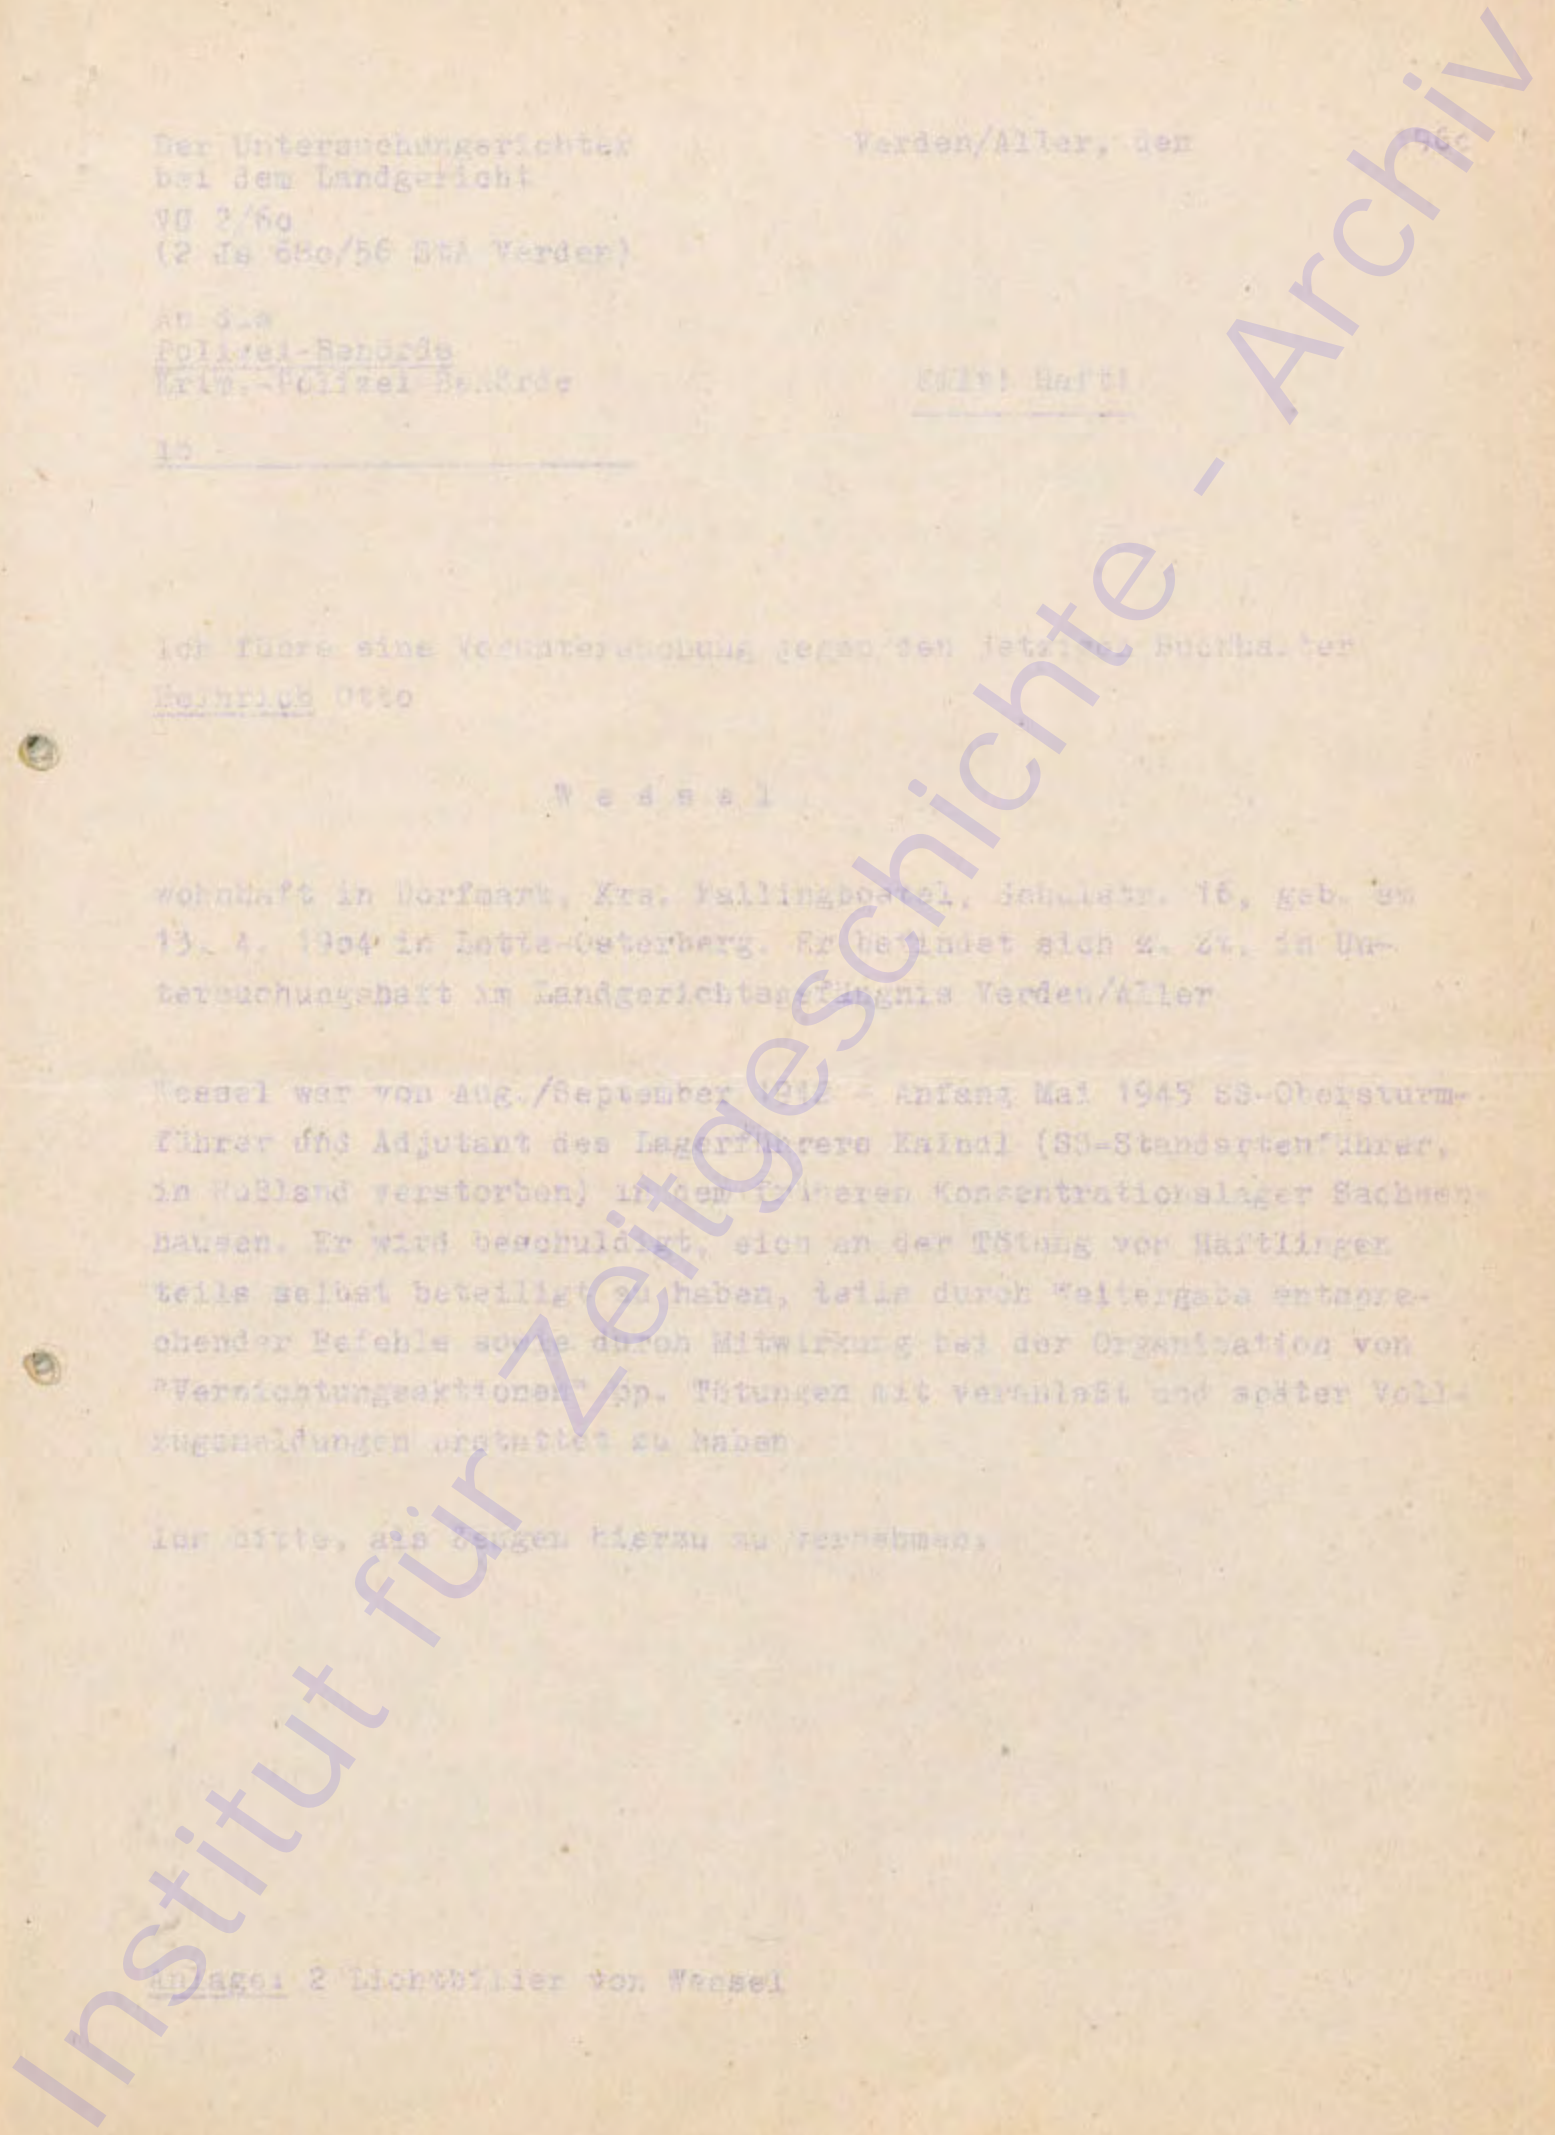 Der Untersuchungsrichter
bei dem Landgericht
VU 2/6o
(2 Js 68o/56 StA Verden)
Verden/Aller, den 196o
An die
Polizei-Behörde
Krim.-Polizei Behörde
Eilt! Haft!
in
Ich führe eine Voruntersuchung gegen den jetzigen Buchhalter
Heinrich Otto
W e s s e l
wohnhaft in Dorfmark, Krs. Fallingbostel, Schulstr. 16, geb. am
13. 4. 19o4 in Lotte-Osterberg. Er befindet sich z. Zt. in Un-
tersuchungshaft im Landgerichtsgefängnis Verden/Aller
Wessel war von Aug./September 1942 - Anfang Mai 1945 SS-Obersturm-
führer und Adjutant des Lagerführers Kaindl (SS-Standartenführer,
in Rußland verstorben) in dem früheren Konzentrationslager Sachsen-
hausen. Er wird beschuldigt, sich an der Tötung von Häftlingen
teils selbst beteiligt zu haben, teils durch Weitergabe entspre-
chender Befehle sowie durch Mitwirkung bei der Organisation von
"Vernichtungsaktionen" pp. Tötungen mit veranlaßt und später Voll-
zugsmeldungen erstattet zu haben.
Ich bitte, als Zeugen hierzu zu vernehmen.
Anlage: 2 Lichtbilder von Wessel
Institut für Zeitgeschichte - Archiv